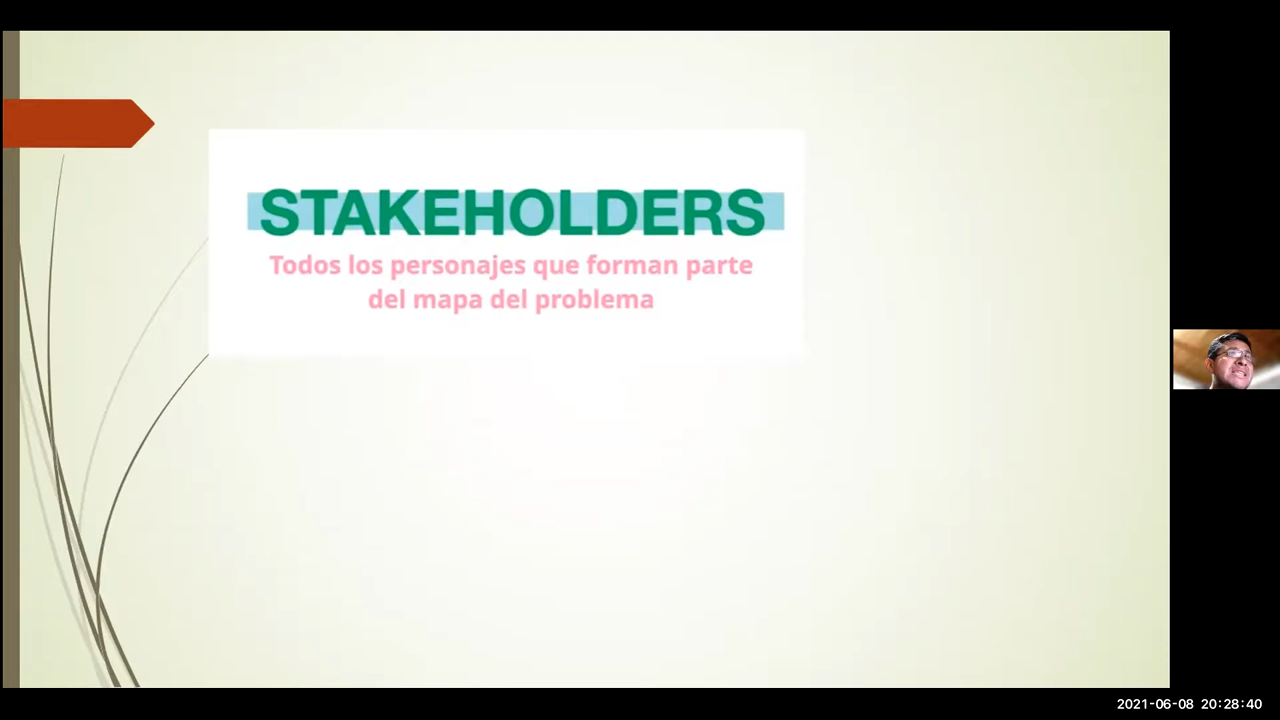 STAKEHOLDERS
Todos los personajes que forman parte
del mapa del problema
2021-06-08 20:28:40